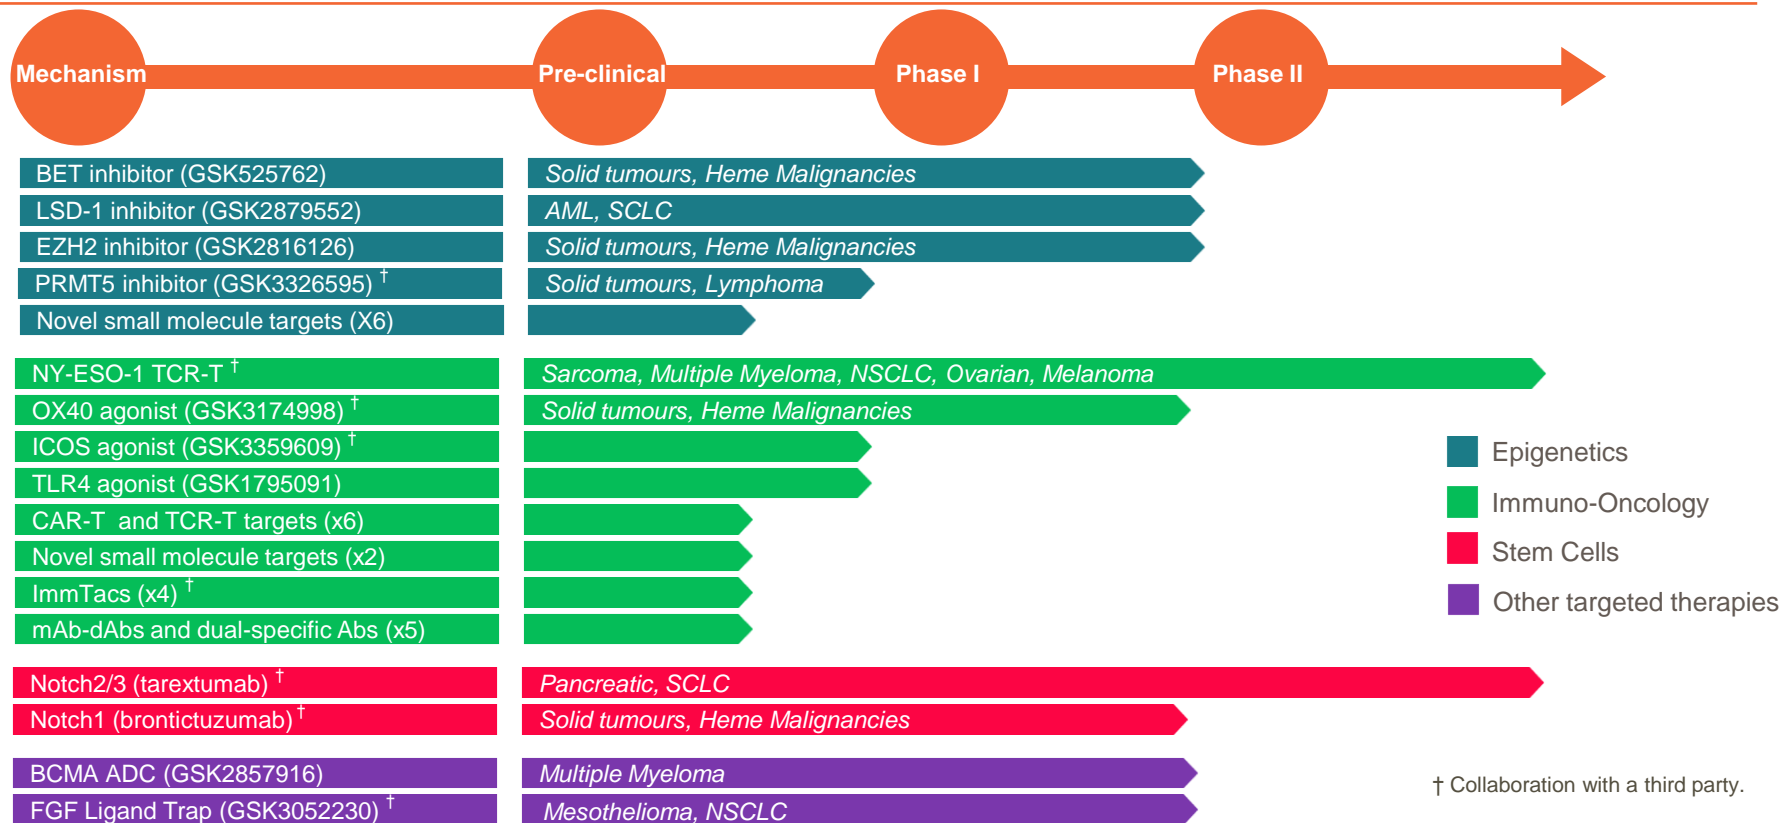 Mechanism Pre-clinical Phase I Phase II
BET inhibitor (GSK525762) Solid tumours, Heme Malignancies
LSD-1 inhibitor (GSK2879552) AML, SCLC
EZH2 inhibitor (GSK2816126) Solid tumours, Heme Malignancies
PRMT5 inhibitor (GSK3326595) † Solid tumours, Lymphoma
Novel small molecule targets (X6)
NY-ESO-1 TCR-T † Sarcoma, Multiple Myeloma, NSCLC, Ovarian, Melanoma
OX40 agonist (GSK3174998) † Solid tumours, Heme Malignancies
ICOS agonist (GSK3359609) †
TLR4 agonist (GSK1795091)
CAR-T and TCR-T targets (x6)
Novel small molecule targets (x2)
ImmTacs (x4) †
mAb-dAbs and dual-specific Abs (x5)
Notch2/3 (tarextumab) † Pancreatic, SCLC
Notch1 (brontictuzumab) † Solid tumours, Heme Malignancies
BCMA ADC (GSK2857916) Multiple Myeloma
FGF Ligand Trap (GSK3052230) † Mesothelioma, NSCLC
Epigenetics
Immuno-Oncology
Stem Cells
Other targeted therapies
† Collaboration with a third party.